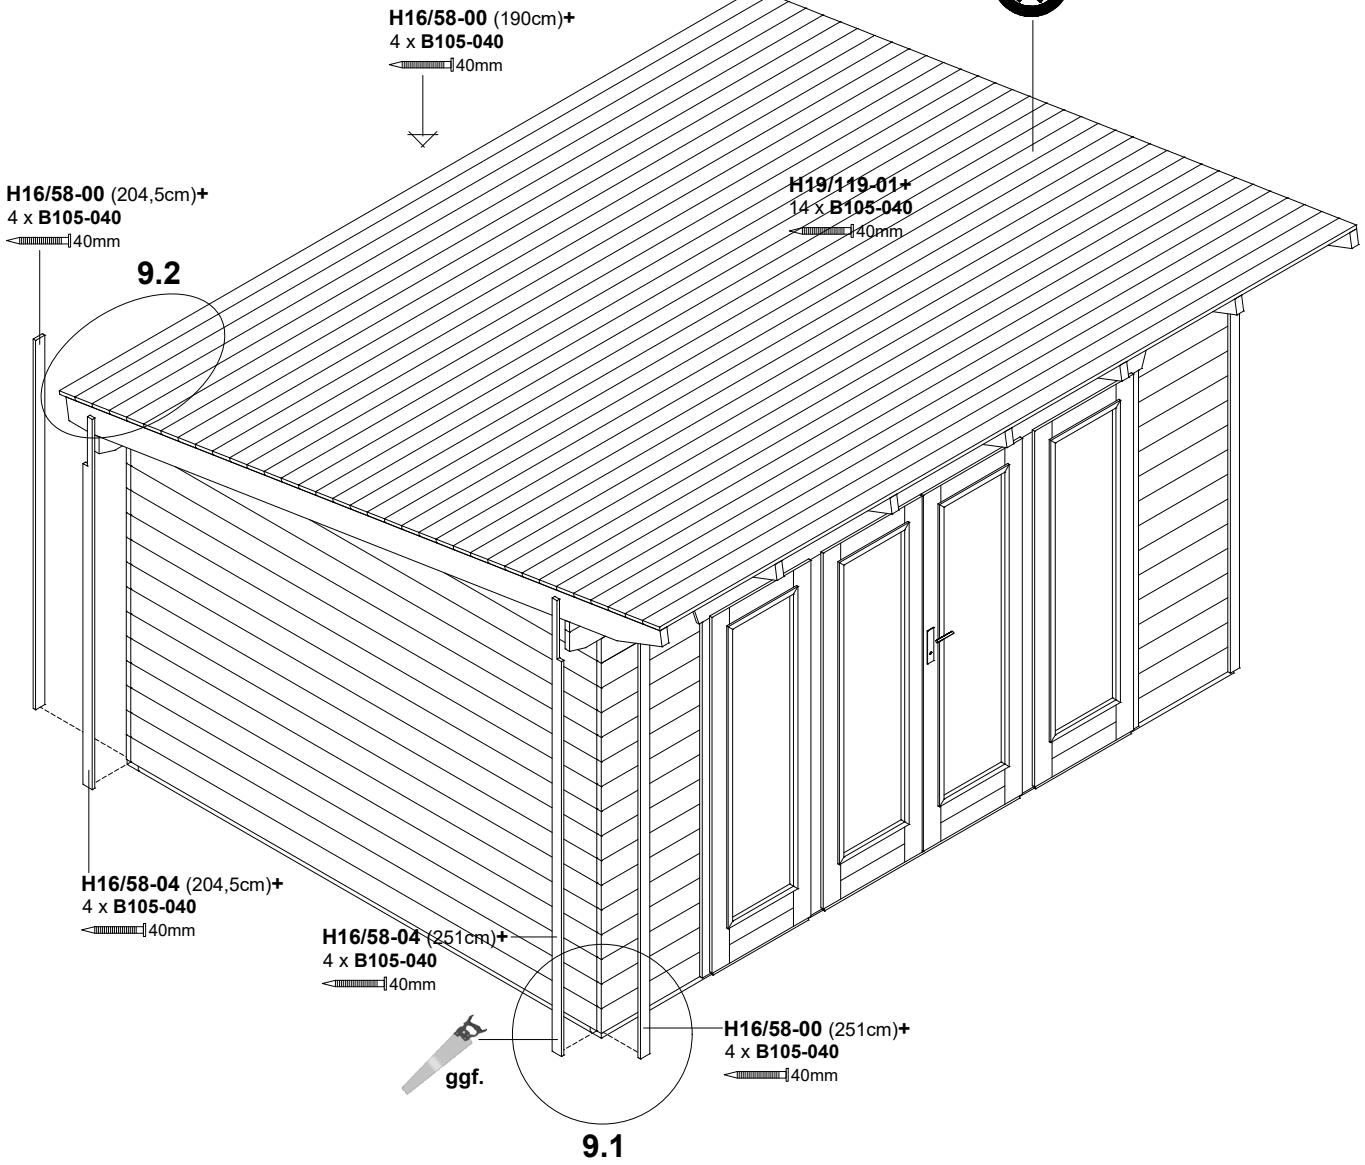 H16/58-00 (190cm)+
4 x B105-040
40mm
H16/58-00 (204,5cm)+
4 x B105-040
40mm
9.2
H19/119-01+
14 x B105-040
40mm
H16/58-04 (204,5cm)+
4 x B105-040
40mm
H16/58-04 (251cm)+
4 x B105-040
40mm
ggf.
H16/58-00 (251cm)+
4 x B105-040
40mm
9.1